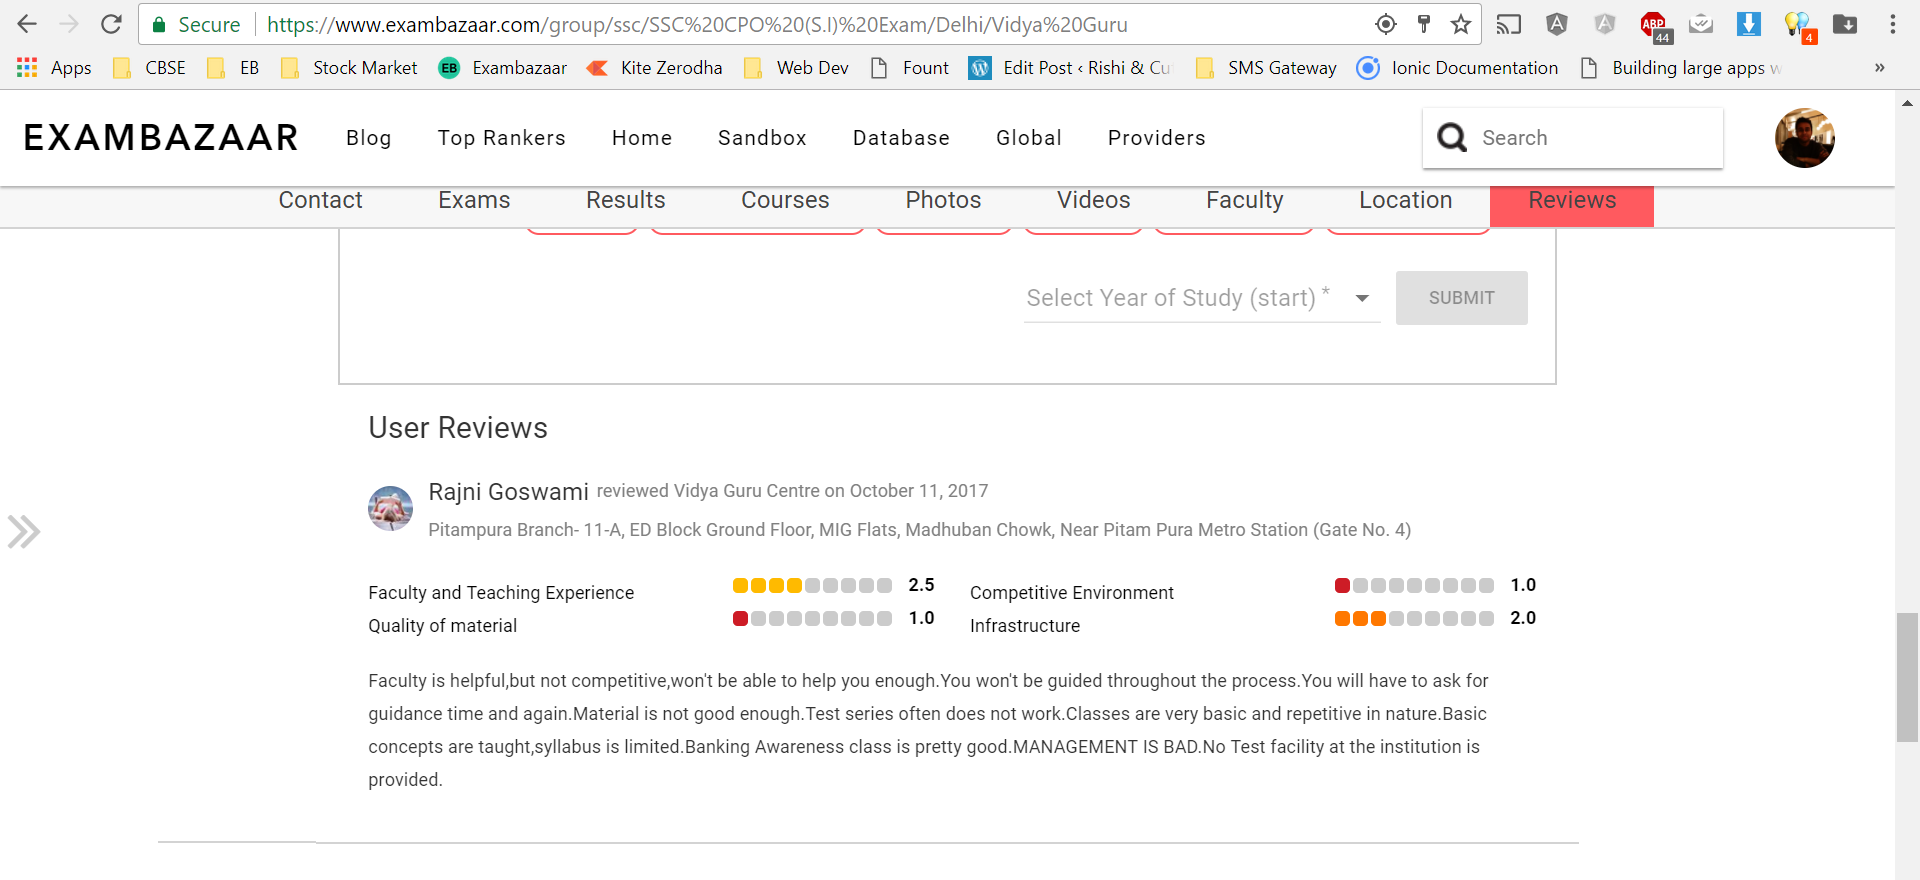 Secure https://www.exambazaar.com/group/ssc/SSC%20CPO%20(S.I)%20Exam/Delhi/Vidya%20Guru
ABP 44 4
Apps CBSE EB Stock Market EB Exambazaar Kite Zerodha Web Dev Fount Edit Post ‹ Rishi & SMS Gateway Ionic Documentation Building large apps »
EXAMBAZAAR Blog Top Rankers Home Sandbox Database Global Providers Search
Contact Exams Results Courses Photos Videos Faculty Location Reviews
Select Year of Study (start) * SUBMIT
User Reviews
Rajni Goswami reviewed Vidya Guru Centre on October 11, 2017
Pitampura Branch- 11-A, ED Block Ground Floor, MIG Flats, Madhuban Chowk, Near Pitam Pura Metro Station (Gate No. 4)
Faculty and Teaching Experience 2.5 Competitive Environment 1.0
Quality of material 1.0 Infrastructure 2.0
Faculty is helpful,but not competitive,won't be able to help you enough.You won't be guided throughout the process.You will have to ask for
guidance time and again.Material is not good enough.Test series often does not work.Classes are very basic and repetitive in nature.Basic
concepts are taught,syllabus is limited.Banking Awareness class is pretty good.MANAGEMENT IS BAD.No Test facility at the institution is
provided.